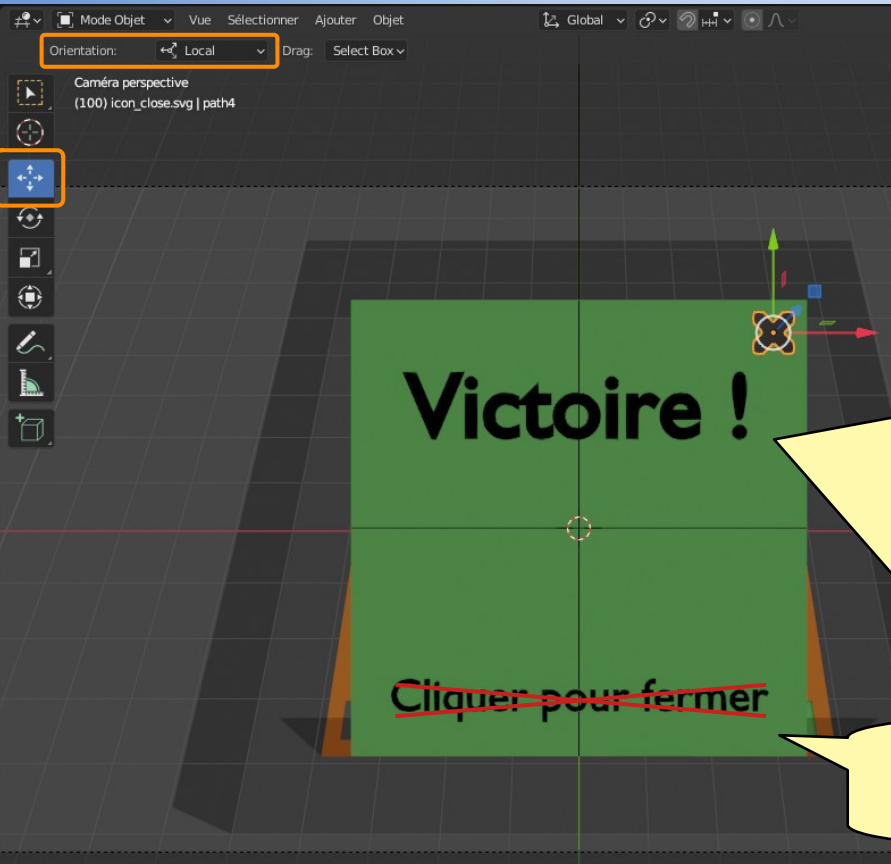 Mode Objet Vue Sélectionner Ajouter Objet Global
Orientation: Local Drag: Select Box
Caméra perspective
(100) icon_close.svg | path4
Victoire !
Cliquer pour fermer